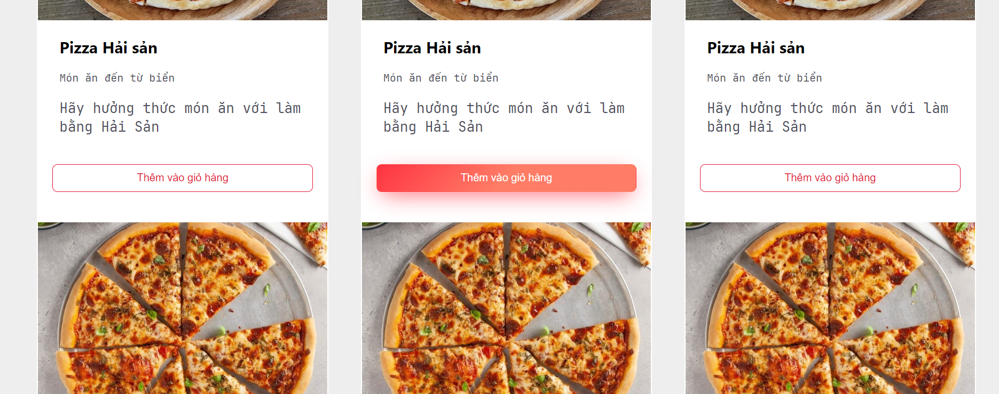 Pizza Hải sản
Món ăn đến từ biển
Hãy hưởng thức món ăn với làm
bằng Hải Sản
Thêm vào giỏ hàng
Pizza Hải sản
Món ăn đến từ biển
Hãy hưởng thức món ăn với làm
bằng Hải Sản
Thêm vào giỏ hàng
Pizza Hải sản
Món ăn đến từ biển
Hãy hưởng thức món ăn với làm
bằng Hải Sản
Thêm vào giỏ hàng